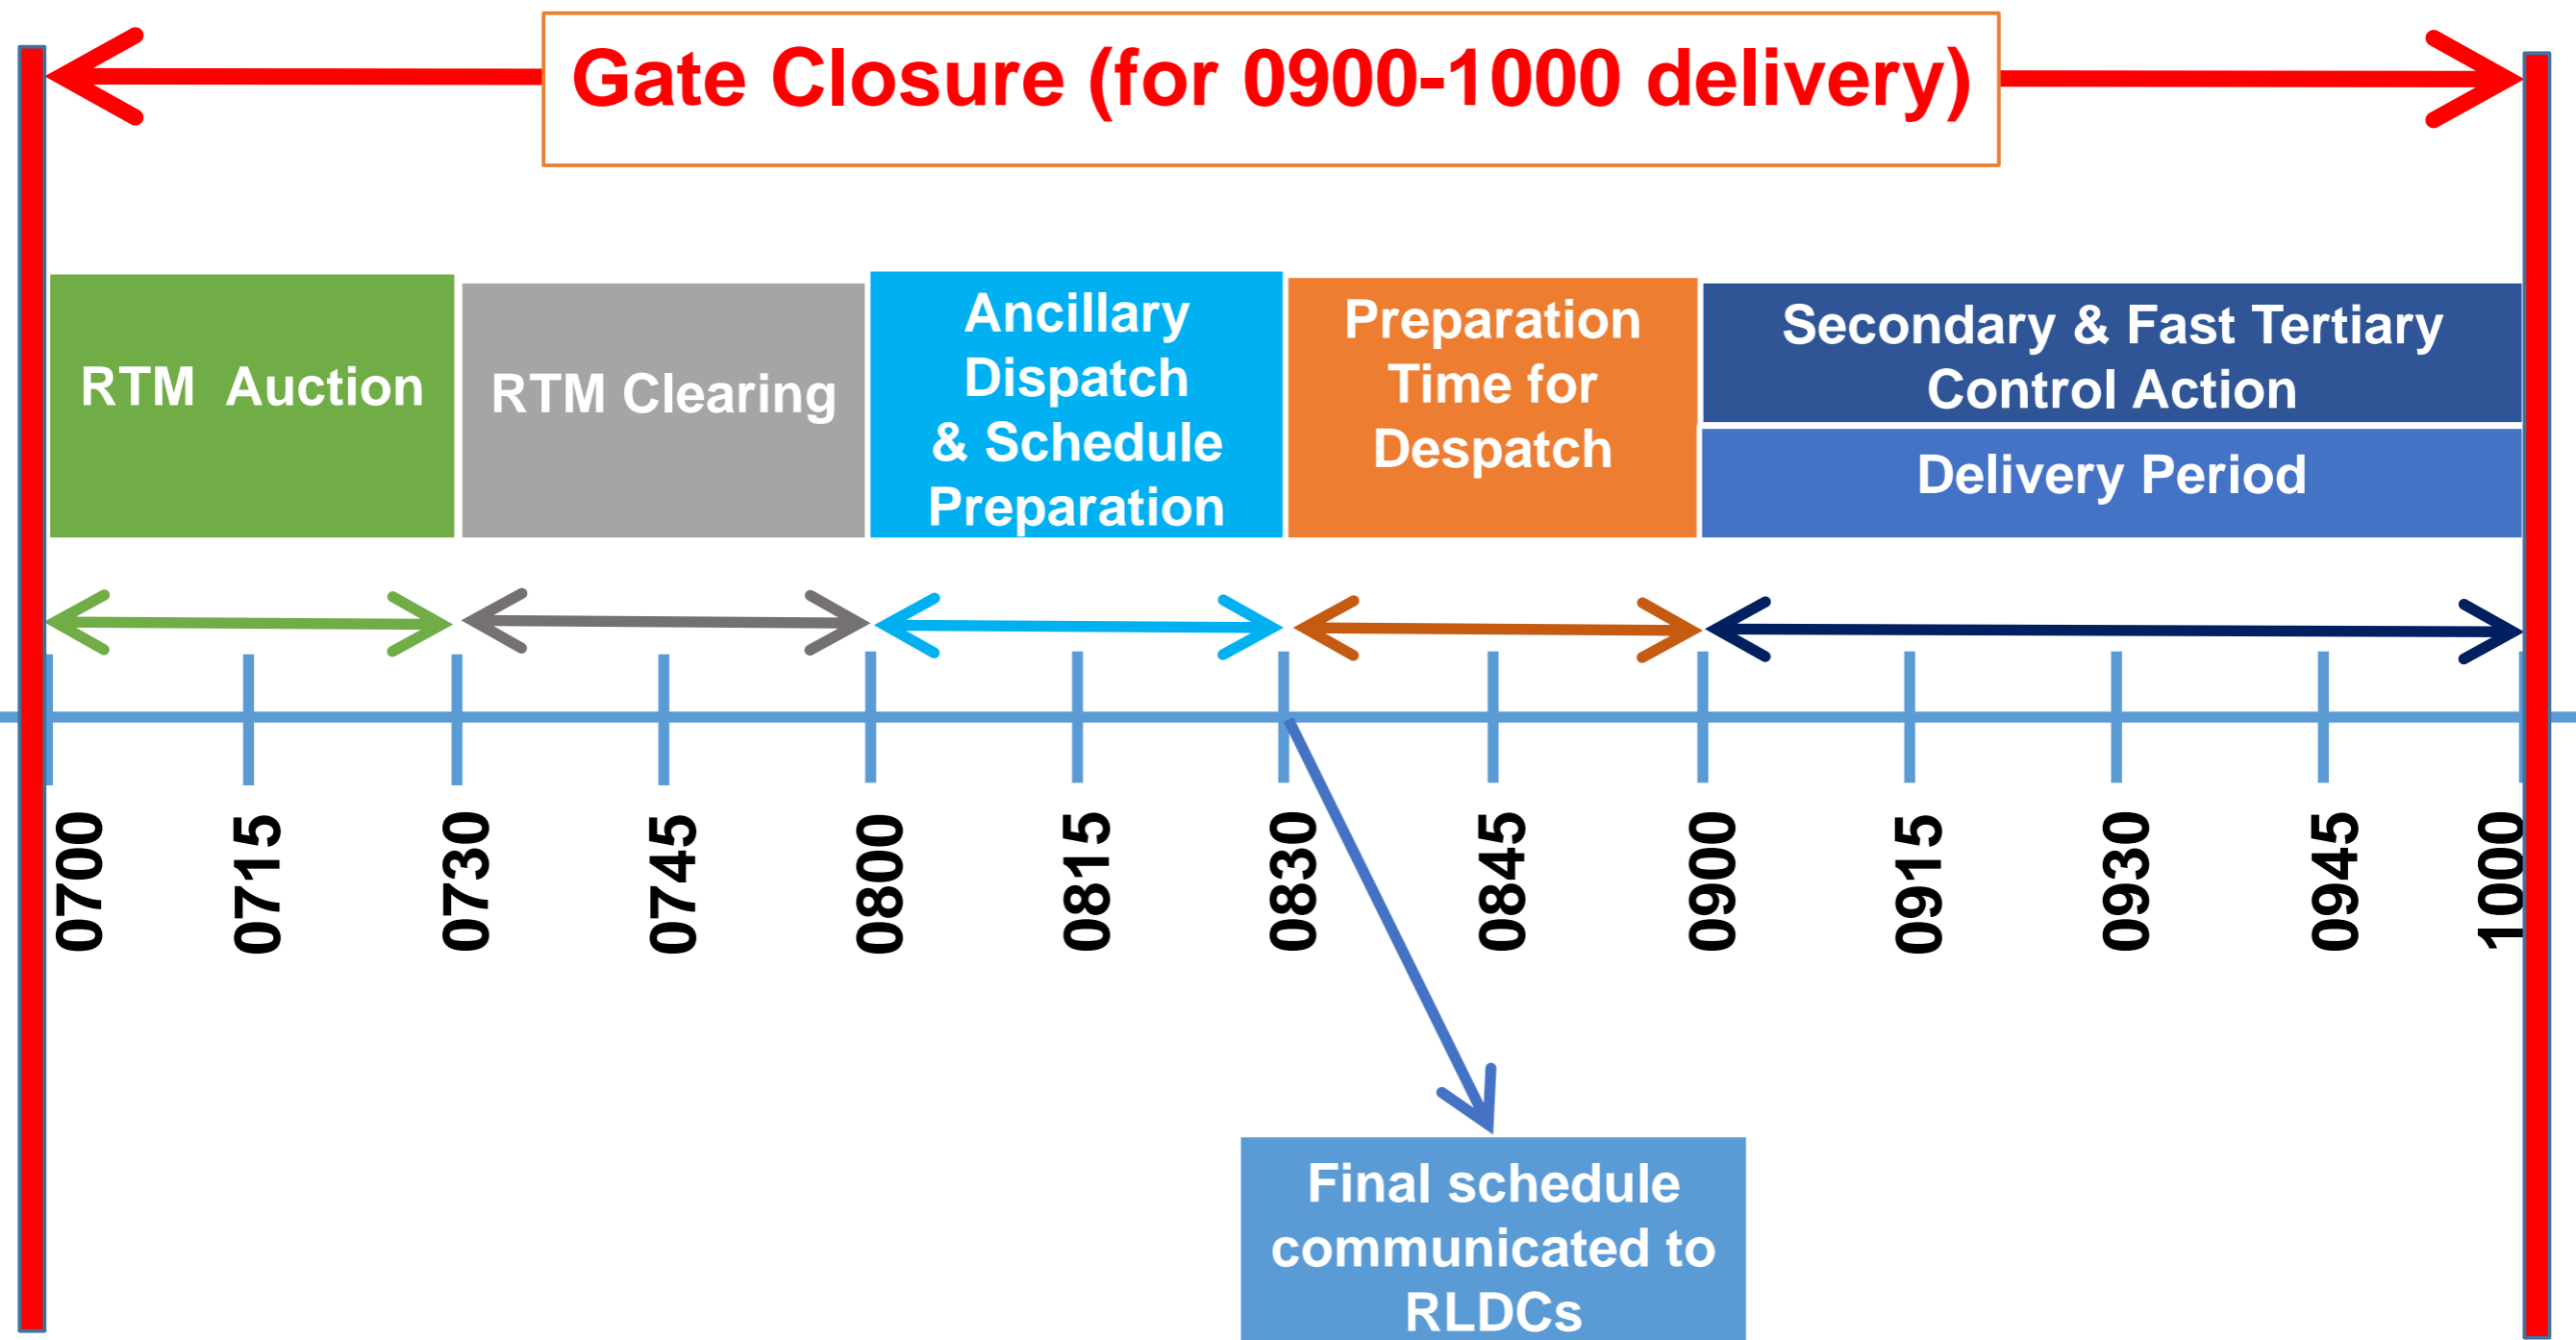 Gate Closure (for 0900-1000 delivery)
RTM  Auction
RTM Clearing
Ancillary
Dispatch
& Schedule
Preparation
Preparation
Time for
Despatch
Secondary & Fast Tertiary
Control Action
Delivery Period
0700
0715
0730
0745
0800
0815
0830
0845
0900
0915
0930
0945
1000
Final schedule
communicated to
RLDCs